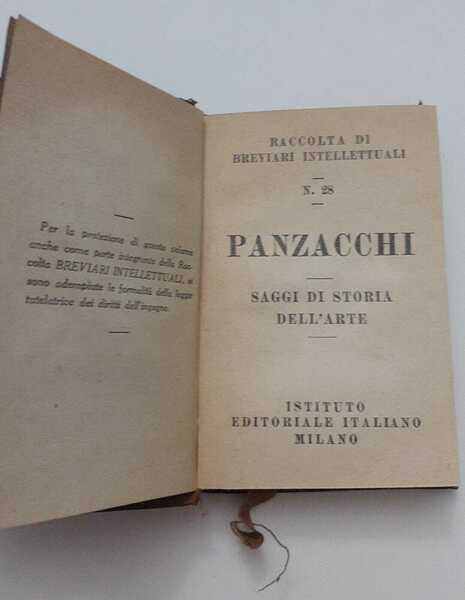 Per la protezione di questo volume
anche come parte integrante della Rac-
colta BREVIARI INTELLETTUALI, si
sono adempiute le formalità della legge
tutelatrice dei diritti dell'ingegno.
RACCOLTA DI
BREVIARI INTELLETTUALI
N. 28
PANZACCHI
SAGGI DI STORIA
DELL'ARTE
ISTITUTO
EDITORIALE ITALIANO
MILANO